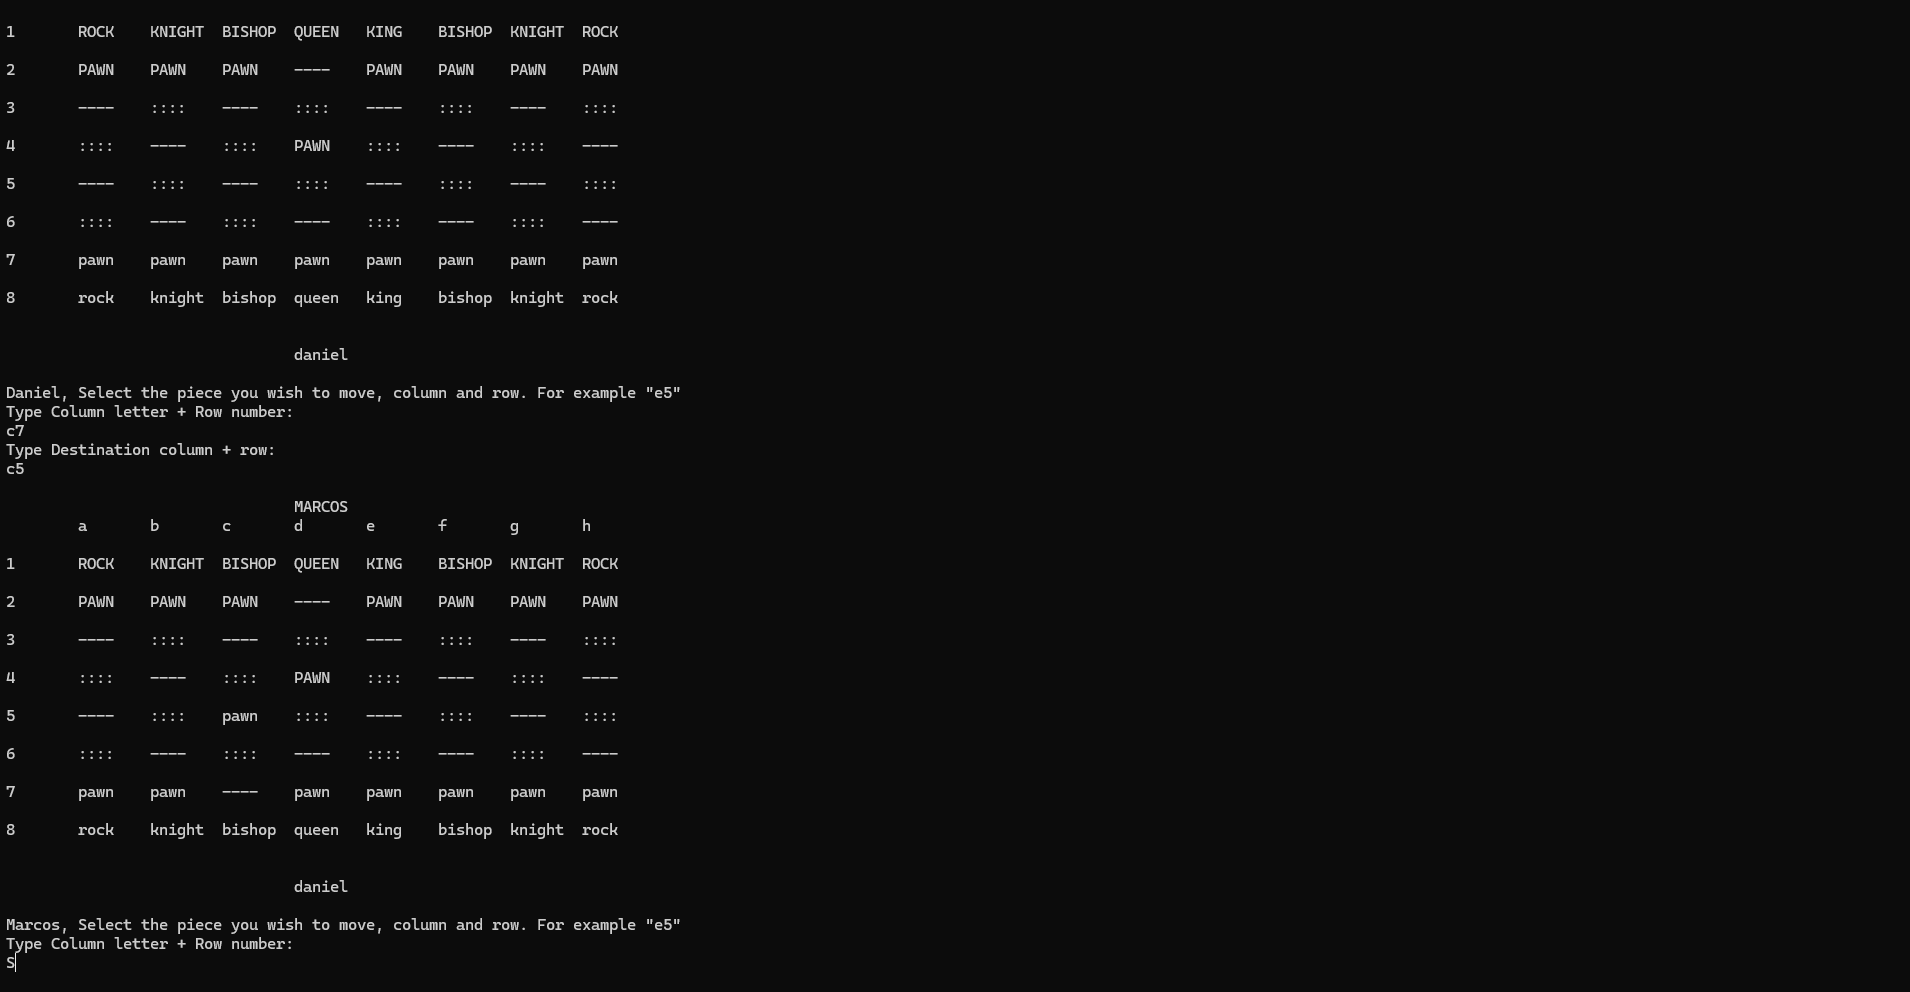 1 ROCK KNIGHT BISHOP QUEEN KING BISHOP KNIGHT ROCK
2 PAWN PAWN PAWN ---- PAWN PAWN PAWN PAWN
3 ---- :::: ---- :::: ---- :::: ---- ::::
4 :::: ---- :::: PAWN :::: ---- :::: ----
5 ---- :::: ---- :::: ---- :::: ---- ::::
6 :::: ---- :::: ---- :::: ---- :::: ----
7 pawn pawn pawn pawn pawn pawn pawn pawn
8 rock knight bishop queen king bishop knight rock
daniel
Daniel, Select the piece you wish to move, column and row. For example "e5"
Type Column letter + Row number:
c7
Type Destination column + row:
c5
MARCOS
a b c d e f g h
1 ROCK KNIGHT BISHOP QUEEN KING BISHOP KNIGHT ROCK
2 PAWN PAWN PAWN ---- PAWN PAWN PAWN PAWN
3 ---- :::: ---- :::: ---- :::: ---- ::::
4 :::: ---- :::: PAWN :::: ---- :::: ----
5 ---- :::: pawn :::: ---- :::: ---- ::::
6 :::: ---- :::: ---- :::: ---- :::: ----
7 pawn pawn ---- pawn pawn pawn pawn pawn
8 rock knight bishop queen king bishop knight rock
daniel
Marcos, Select the piece you wish to move, column and row. For example "e5"
Type Column letter + Row number:
S